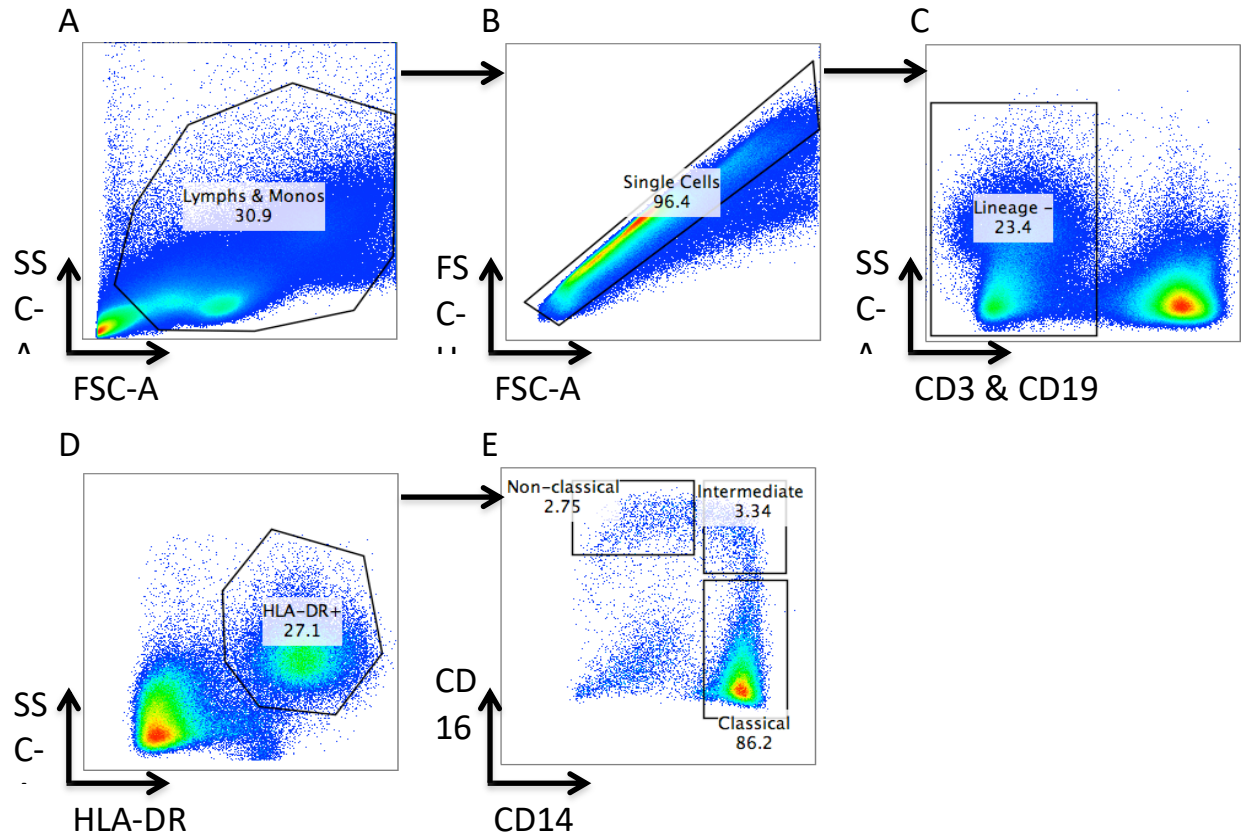 A
B
C
Lymphs & Monos
30.9
Single Cells
96.4
Lineage -
23.4
SS
C-
A
FS
C-
H
SS
C-
A
FSC-A
FSC-A
CD3 & CD19
D
E
HLA-DR+
27.1
Non-classical
2.75
Intermediate
3.34
Classical
86.2
SS
C-
CD
16
HLA-DR
CD14